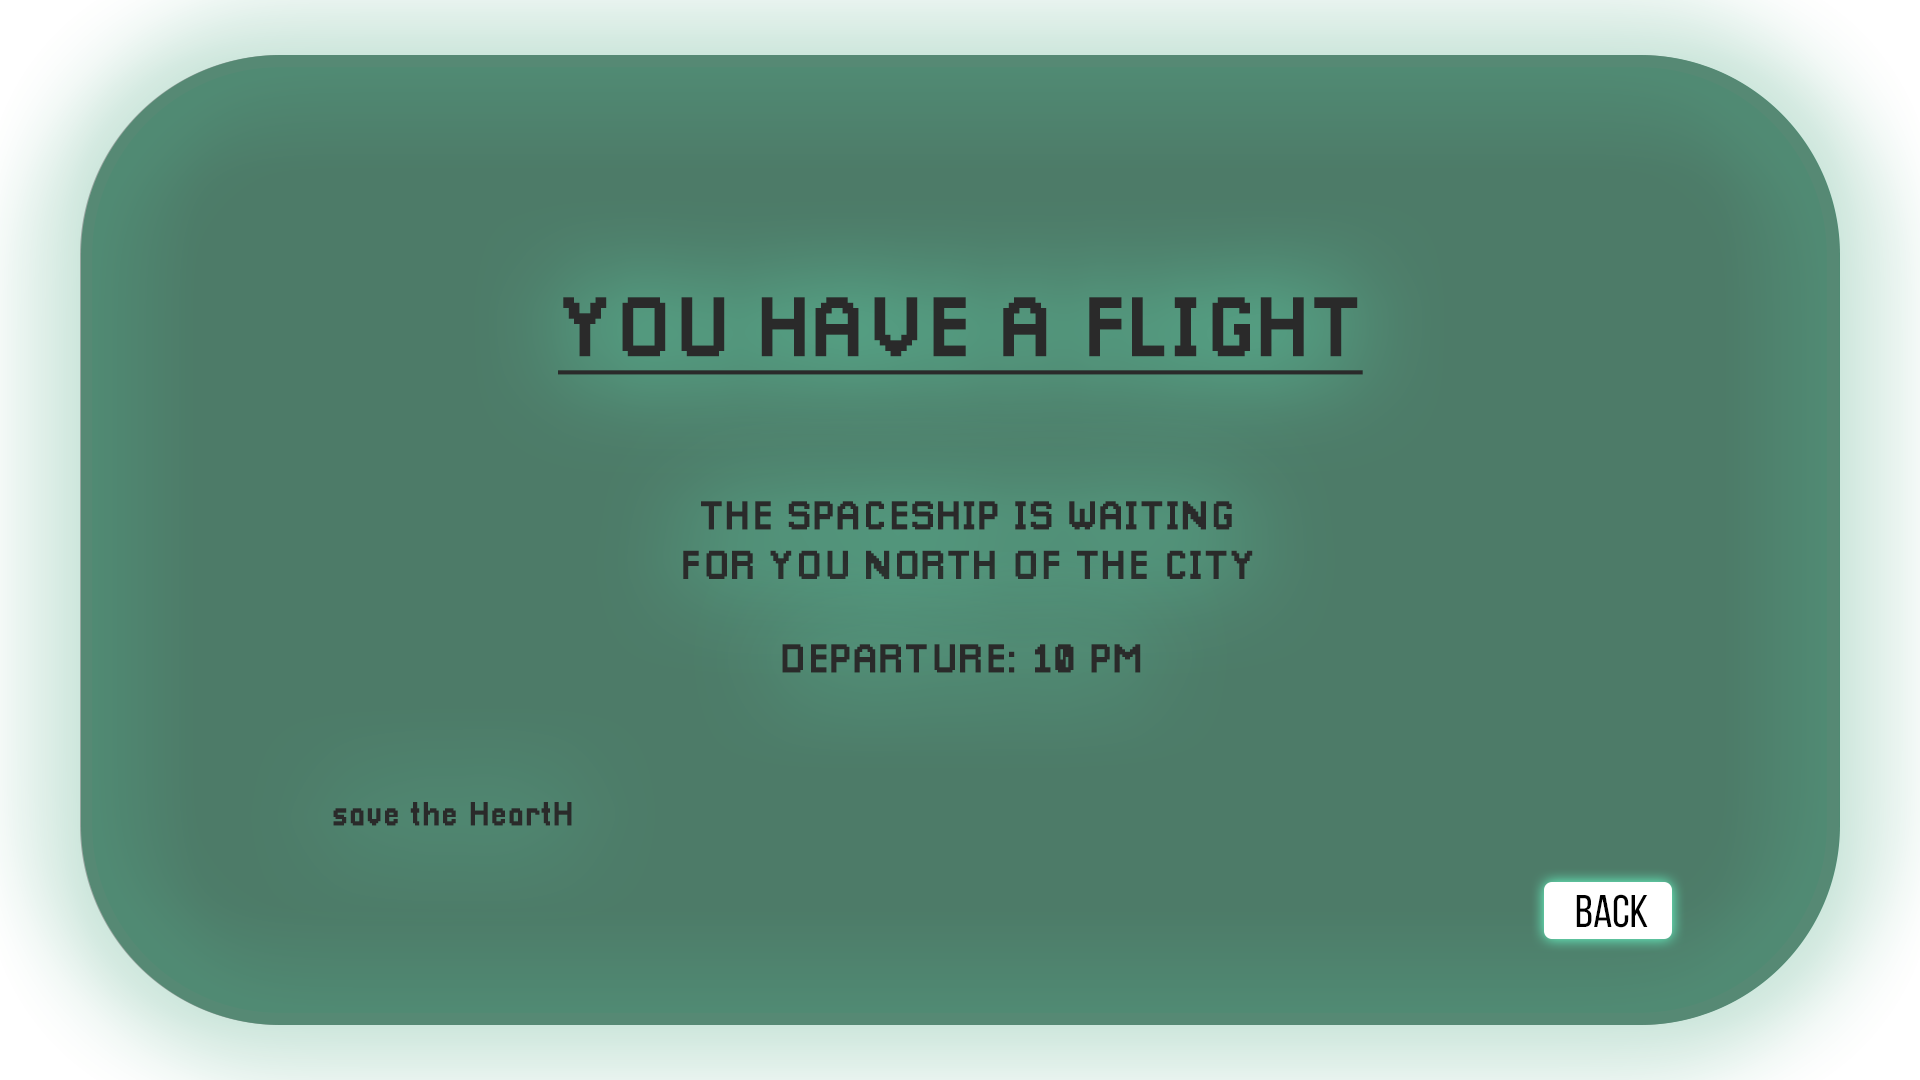 YOU HAVE A FLIGHT
THE SPACESHIP IS WAITING
FOR YOU NORTH OF THE CITY
DEPARTURE: 10 PM
save the HeartH
BACK